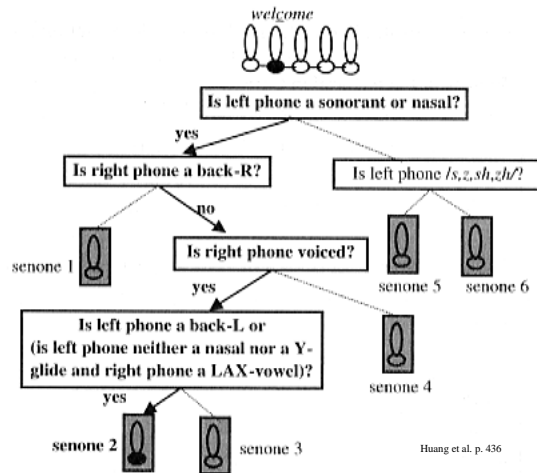 welcome
Is left phone a sonorant or nasal?
yes
Is right phone a back-R?
Is left phone /s,z,sh,zh/?
no
senone 1
Is right phone voiced?
senone 5
senone 6
yes
Is left phone a back-L or
(is left phone neither a nasal nor a Y-
glide and right phone a LAX-vowel)?
senone 4
yes
senone 2
senone 3
Huang et al. p. 436